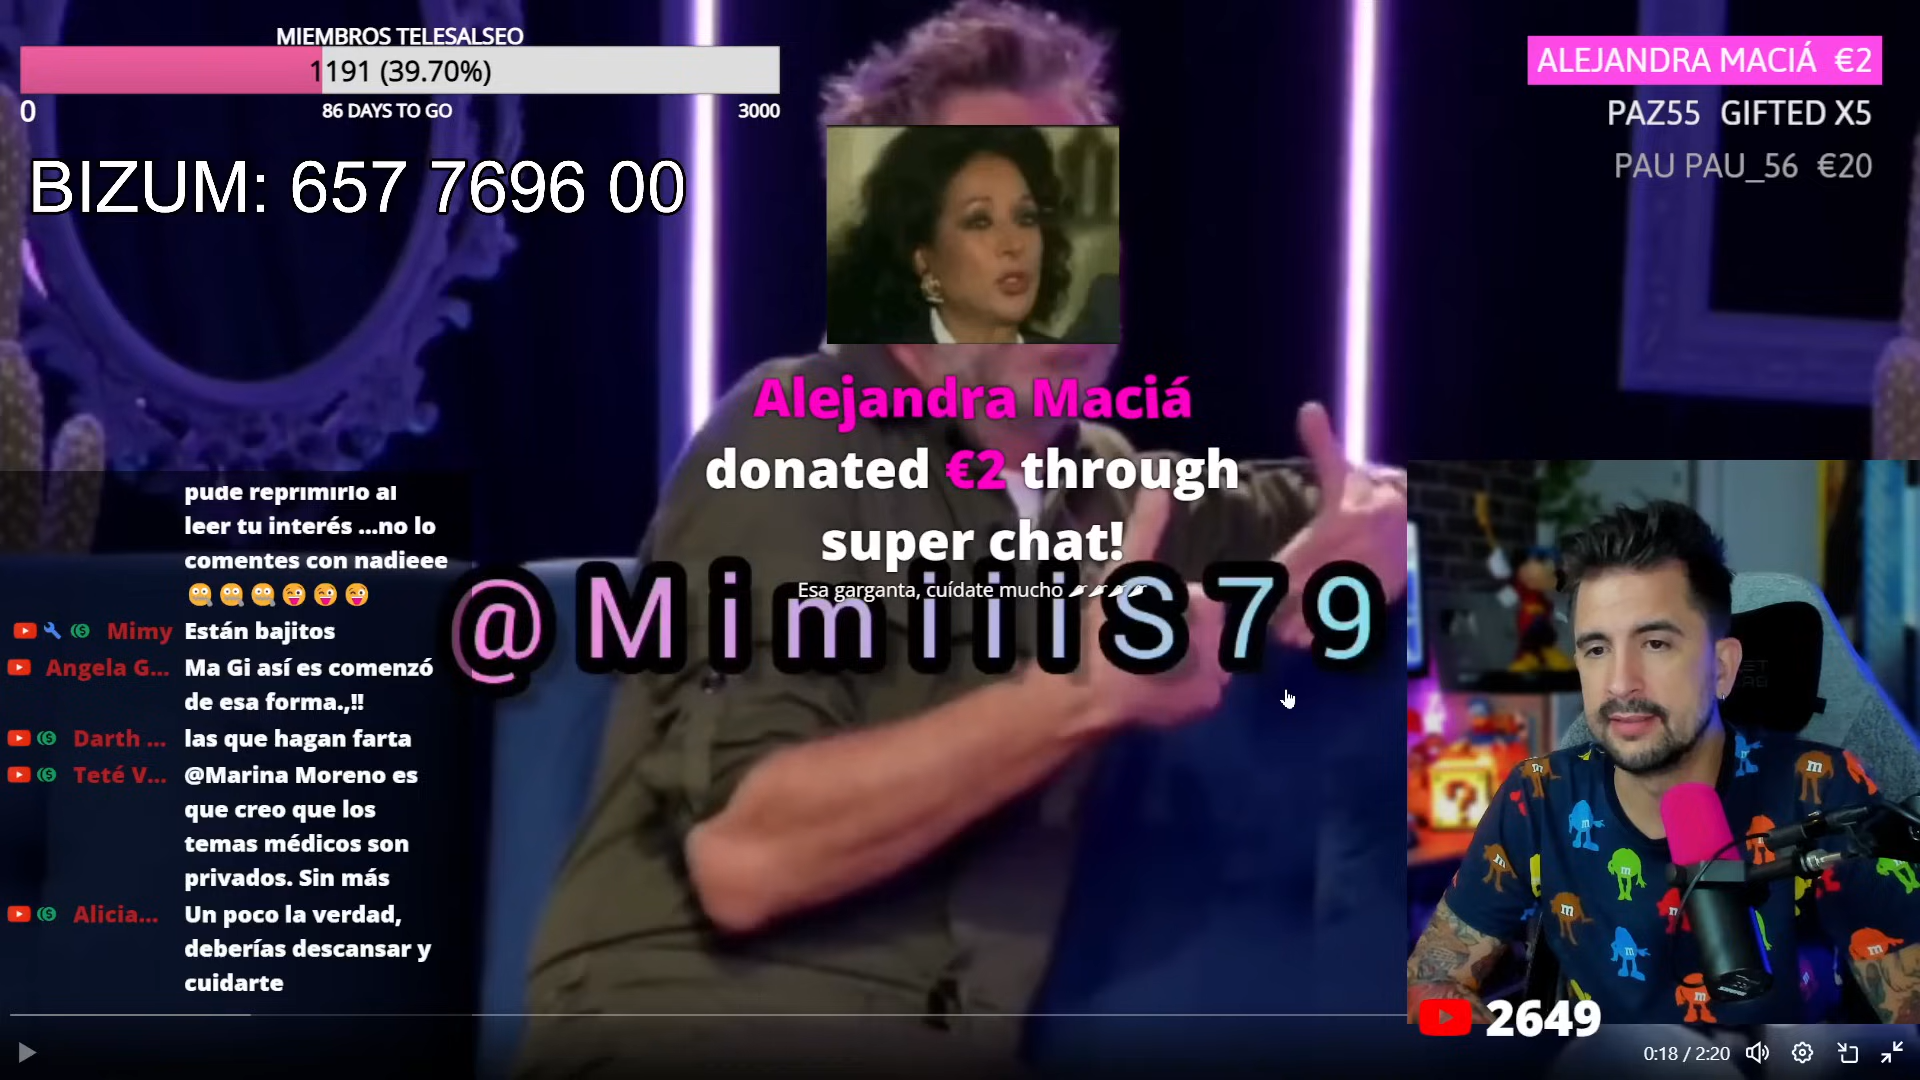 MIEMBROS TELESALSEO
1191 (39.70%)
0
86 DAYS TO GO
3000
BIZUM: 657 7696 00
ALEJANDRA MACIÁ €2
PAZ55 GIFTED X5
PAU PAU_56 €20
Alejandra Maciá
donated €2 through
super chat!
Esa garganta, cuídate mucho
@MimiiiS79
pude reprimirlo al
leer tu interés ...no lo
comentes con nadieee
Mimy Están bajitos
Angela G... Ma Gi así es comenzó
de esa forma.,!!
Darth ... las que hagan farta
Teté V... @Marina Moreno es
que creo que los
temas médicos son
privados. Sin más
Alicia... Un poco la verdad,
deberías descansar y
cuidarte
2649
0:18 / 2:20